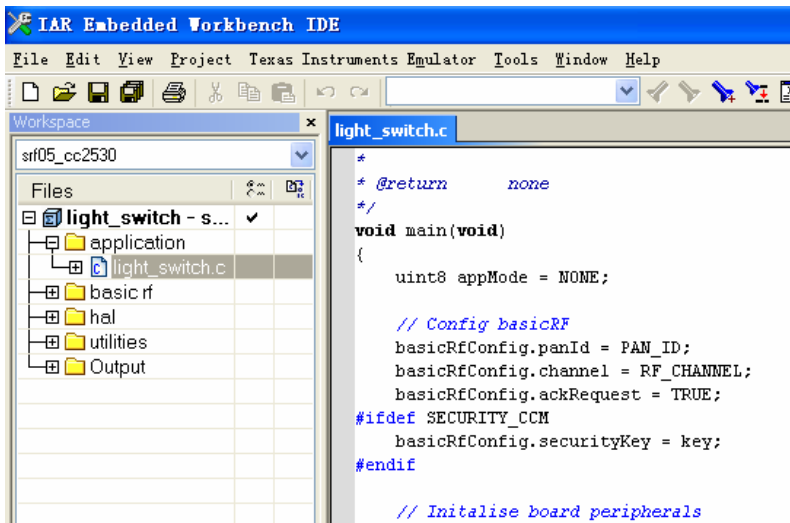 IAR Embedded Workbench IDE
File Edit View Project Texas Instruments Emulator Tools Window Help
Workspace
srf05_cc2530
Files
light_switch - s...
application
light_switch.c
basic rf
hal
utilities
Output
light_switch.c
*
* @return none
*/
void main(void)
{
uint8 appMode = NONE;
// Config basicRF
basicRfConfig.panId = PAN_ID;
basicRfConfig.channel = RF_CHANNEL;
basicRfConfig.ackRequest = TRUE;
#ifdef SECURITY_CCM
basicRfConfig.securityKey = key;
#endif
// Initalise board peripherals